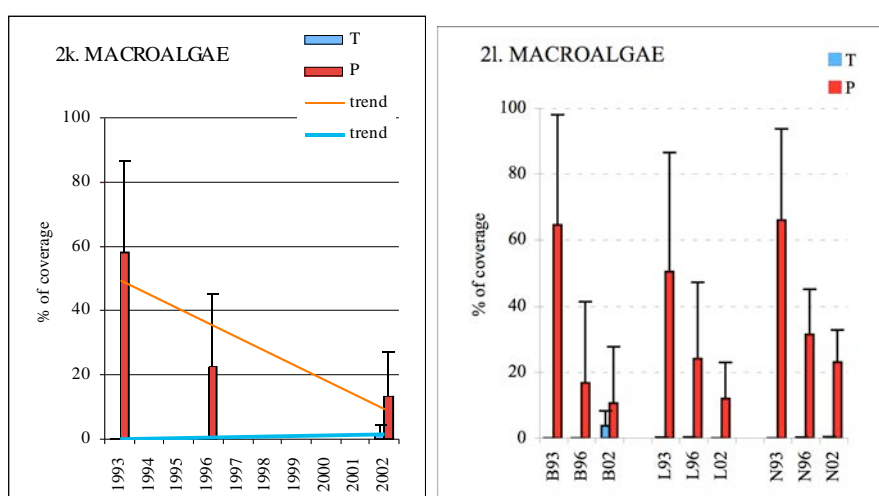 2k. MACROALGAE
T
P
trend
trend
% of coverage
100
80
60
40
20
0
1993
1994
1995
1996
1997
1998
1999
2000
2001
2002
2l. MACROALGAE
T
P
% of coverage
100
80
60
40
20
0
B93
B96
B02
L93
L96
L02
N93
N96
N02